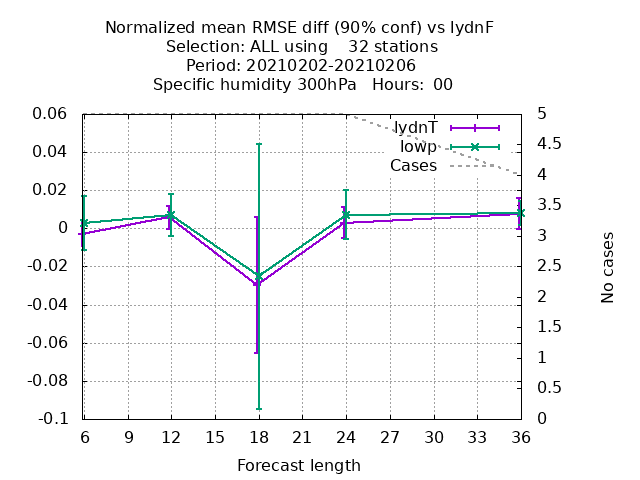 Normalized mean RMSE diff (90% conf) vs lydnF
Selection: ALL using    32 stations
Period: 20210202-20210206
Specific humidity 300hPa   Hours:  00
0.06
0.04
0.02
0
-0.02
-0.04
-0.06
-0.08
-0.1
5
4.5
4
3.5
3
2.5
2
1.5
1
0.5
0
lydnT
lowp
Cases
No cases
6 9 12 15 18 21 24 27 30 33 36
Forecast length